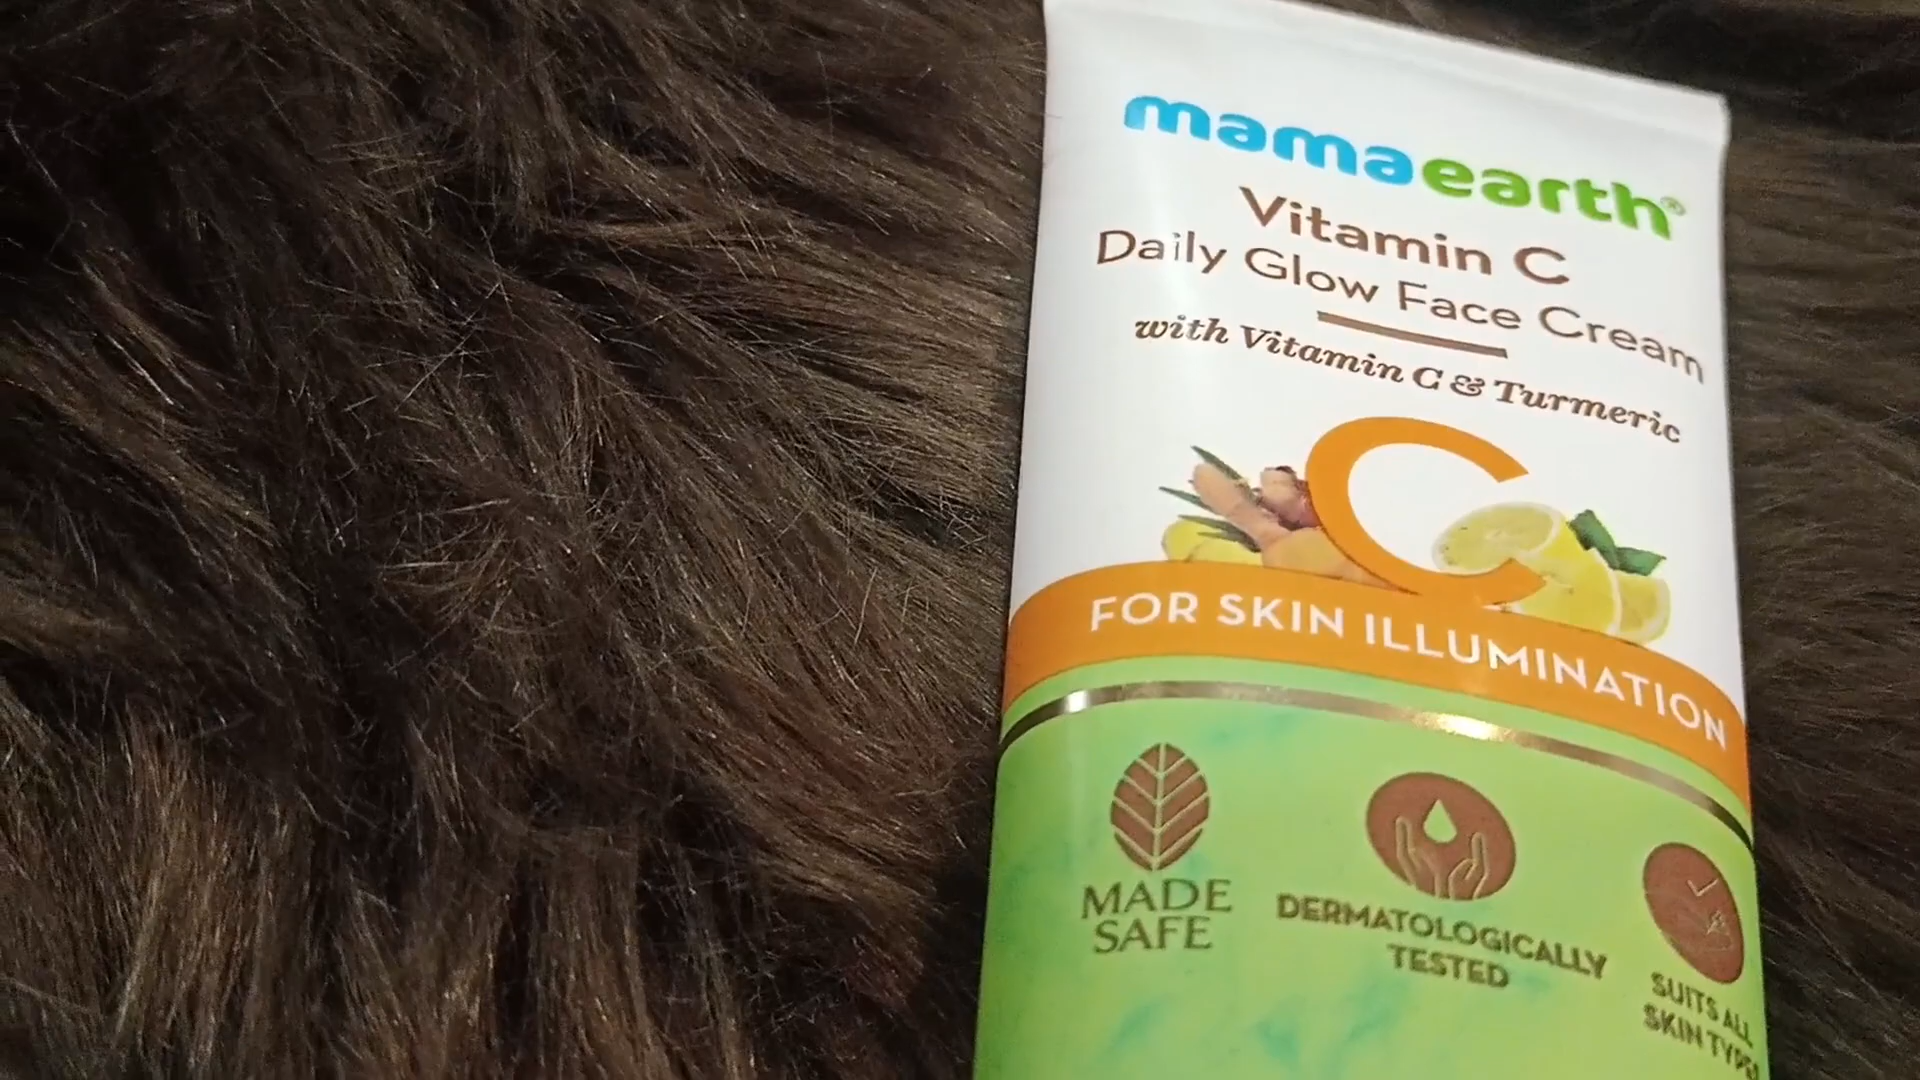 mamaearth®
Vitamin C
Daily Glow Face Cream
with Vitamin C & Turmeric
C
FOR SKIN ILLUMINATION
MADE
SAFE
DERMATOLOGICALLY
TESTED
SUITS ALL
SKIN TYPES